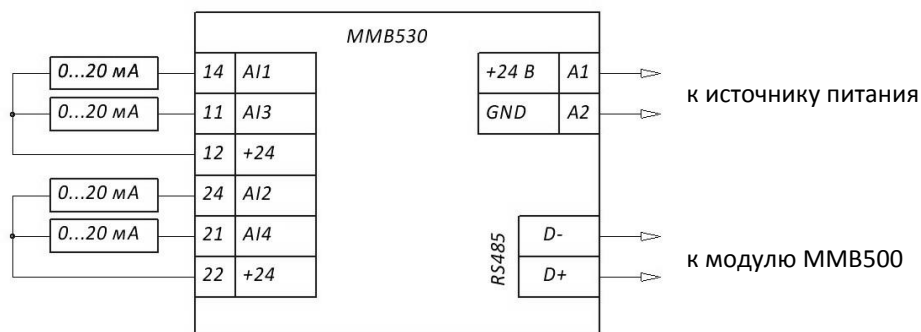 MMB530
0...20 мА 14 AI1
0...20 мА 11 AI3
12 +24
0...20 мА 24 AI2
0...20 мА 21 AI4
22 +24
+24 В A1
GND A2
к источнику питания
RS485
D-
D+
к модулю MMB500